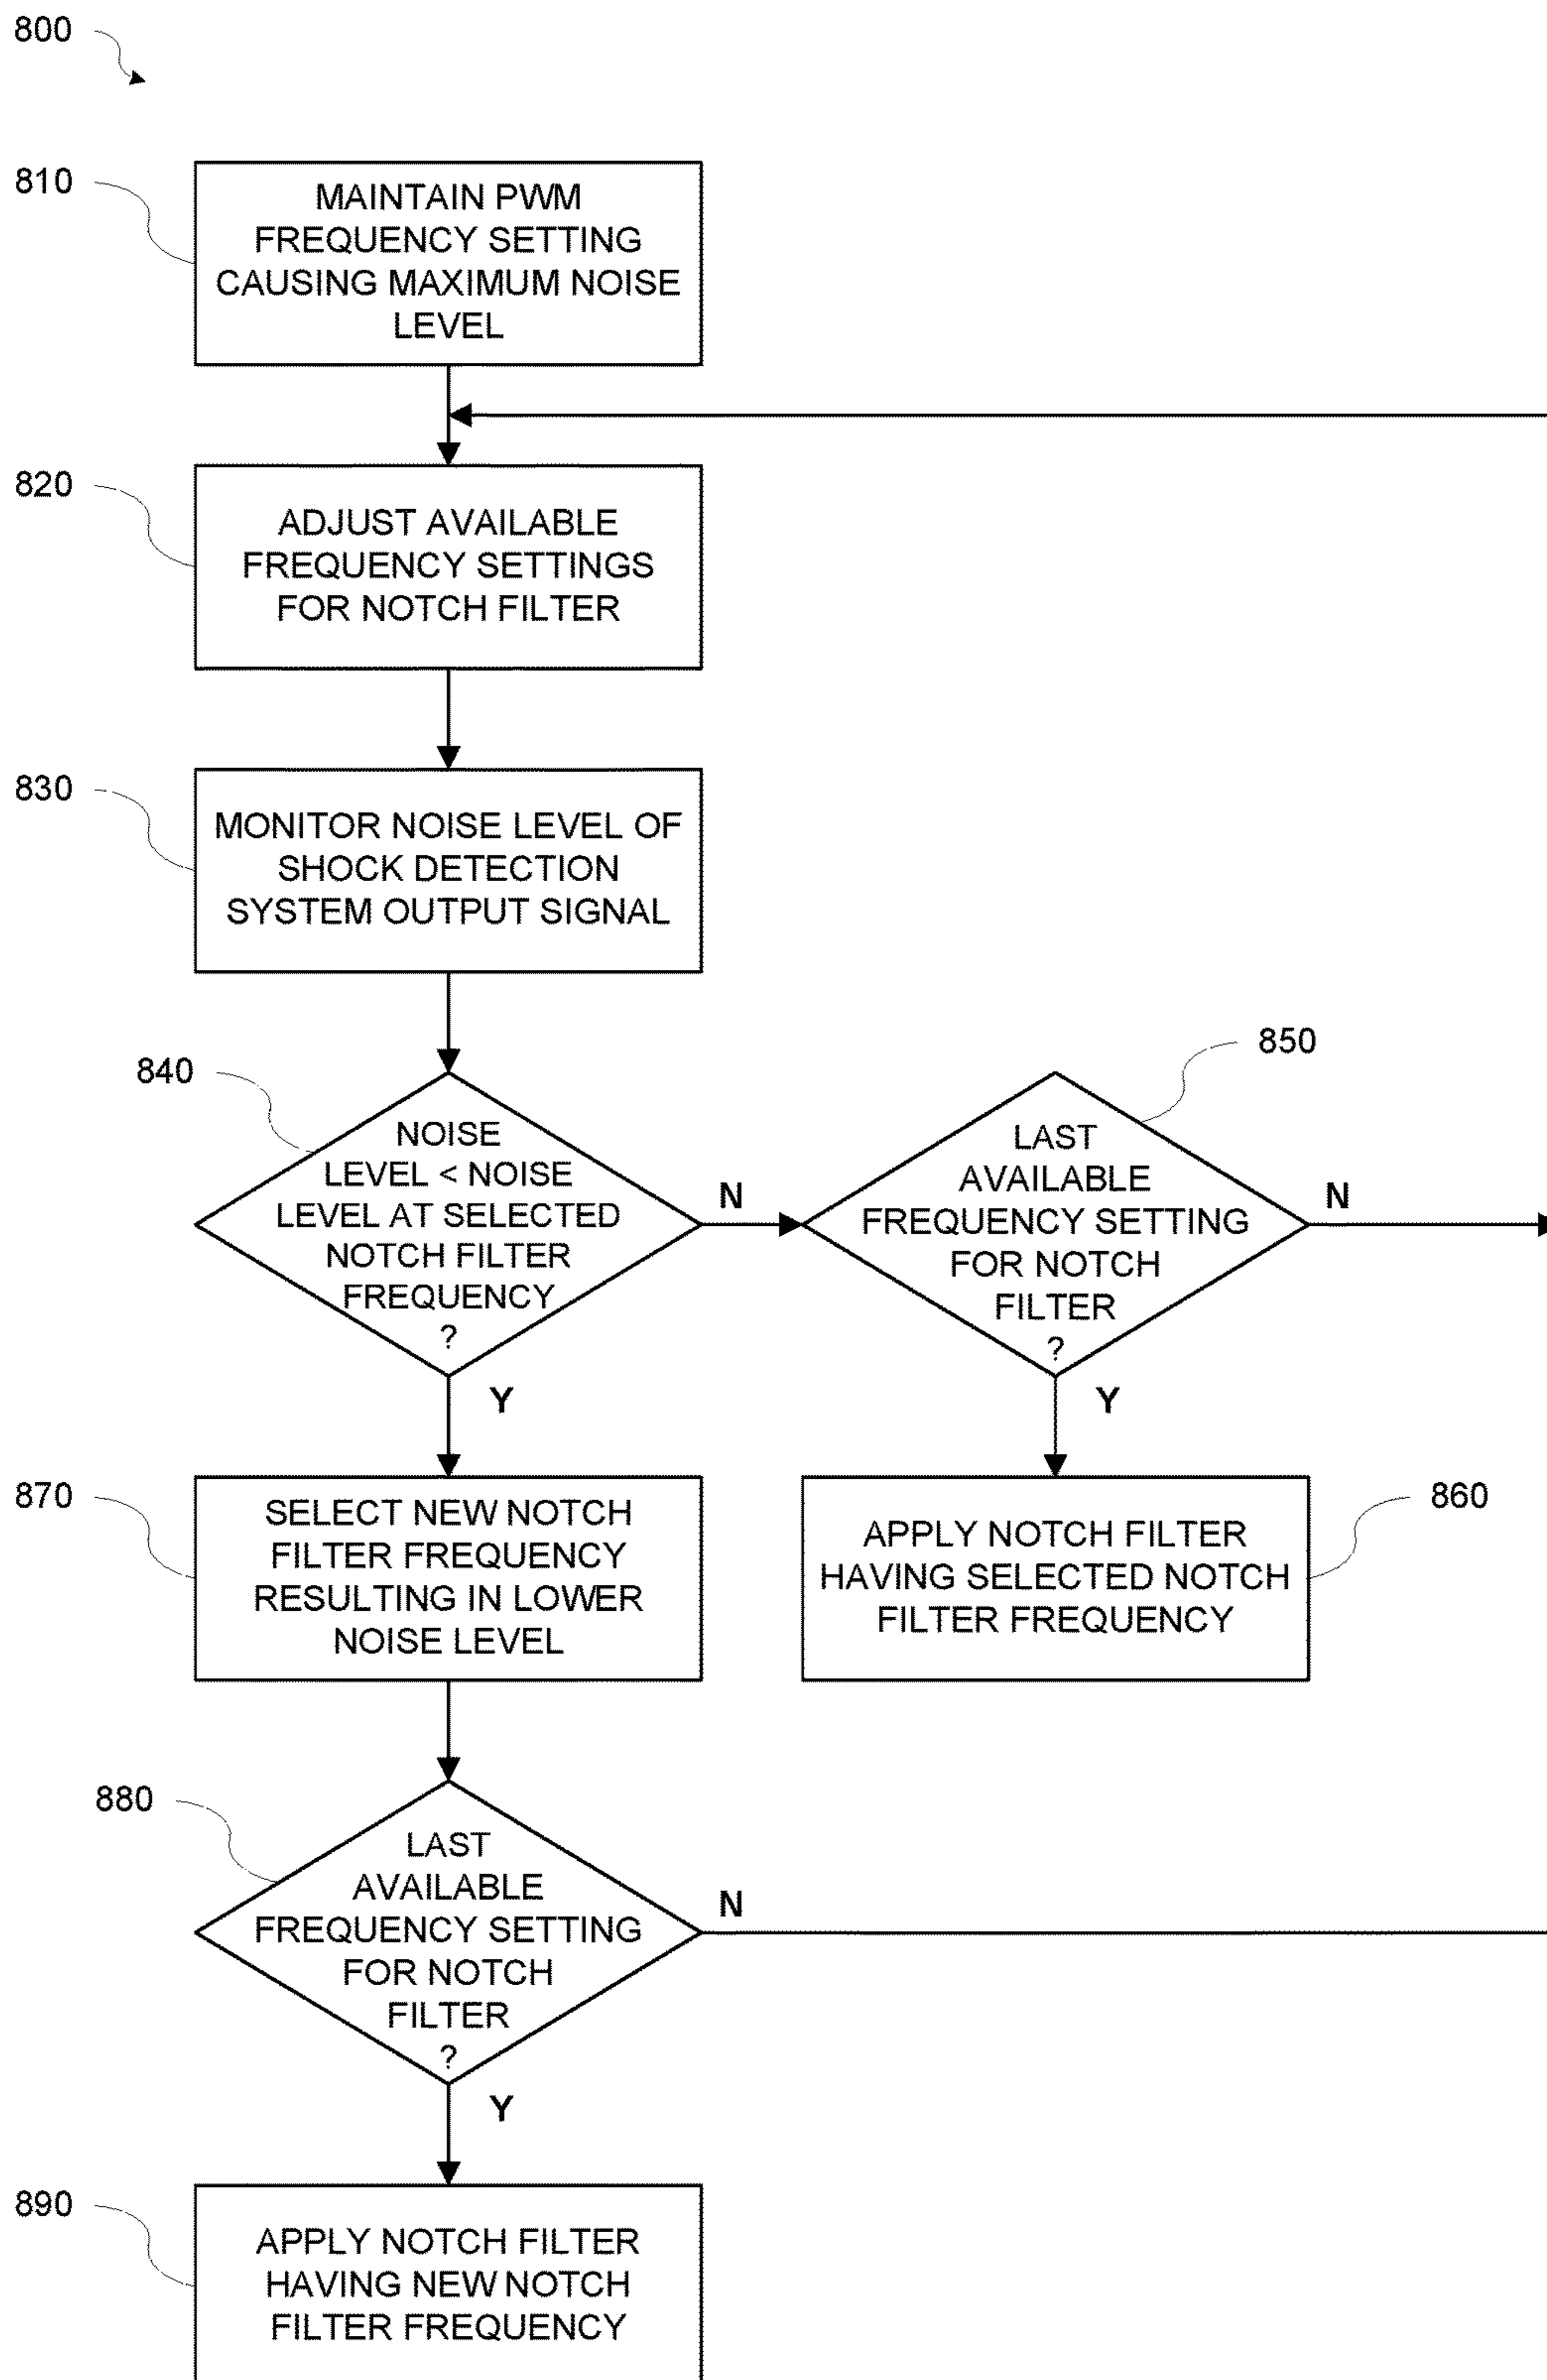 800
810
MAINTAIN PWM
FREQUENCY SETTING
CAUSING MAXIMUM NOISE
LEVEL
820
ADJUST AVAILABLE
FREQUENCY SETTINGS
FOR NOTCH FILTER
830
MONITOR NOISE LEVEL OF
SHOCK DETECTION
SYSTEM OUTPUT SIGNAL
840
NOISE
LEVEL < NOISE
LEVEL AT SELECTED
NOTCH FILTER
FREQUENCY
?
N
Y
850
LAST
AVAILABLE
FREQUENCY SETTING
FOR NOTCH
FILTER
?
N
Y
860
APPLY NOTCH FILTER
HAVING SELECTED NOTCH
FILTER FREQUENCY
870
SELECT NEW NOTCH
FILTER FREQUENCY
RESULTING IN LOWER
NOISE LEVEL
880
LAST
AVAILABLE
FREQUENCY SETTING
FOR NOTCH
FILTER
?
N
Y
890
APPLY NOTCH FILTER
HAVING NEW NOTCH
FILTER FREQUENCY